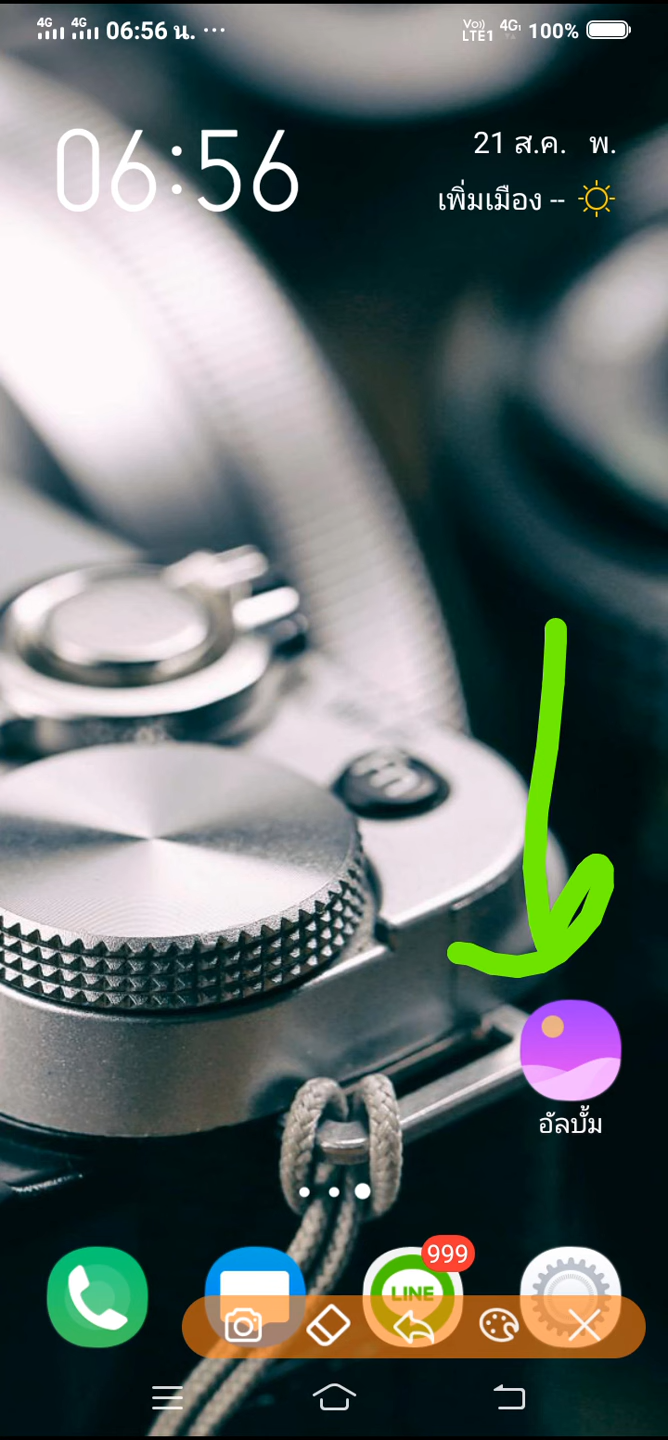 4G 4G 06:56 น. ... Vo)) LTE1 4G 100%
06:56
21 ส.ค. พ.
เพิ่มเมือง --
อัลบั้ม
999
LINE